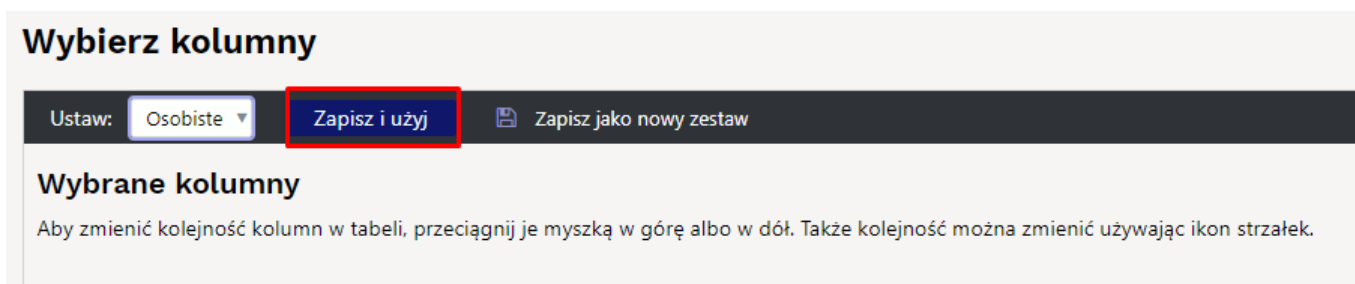 Wybierz kolumny
Ustaw: Osobiste Zapisz i użyj Zapisz jako nowy zestaw
Wybrane kolumny
Aby zmienić kolejność kolumn w tabeli, przeciągnij je myszką w górę albo w dół. Także kolejność można zmienić używając ikon strzałek.